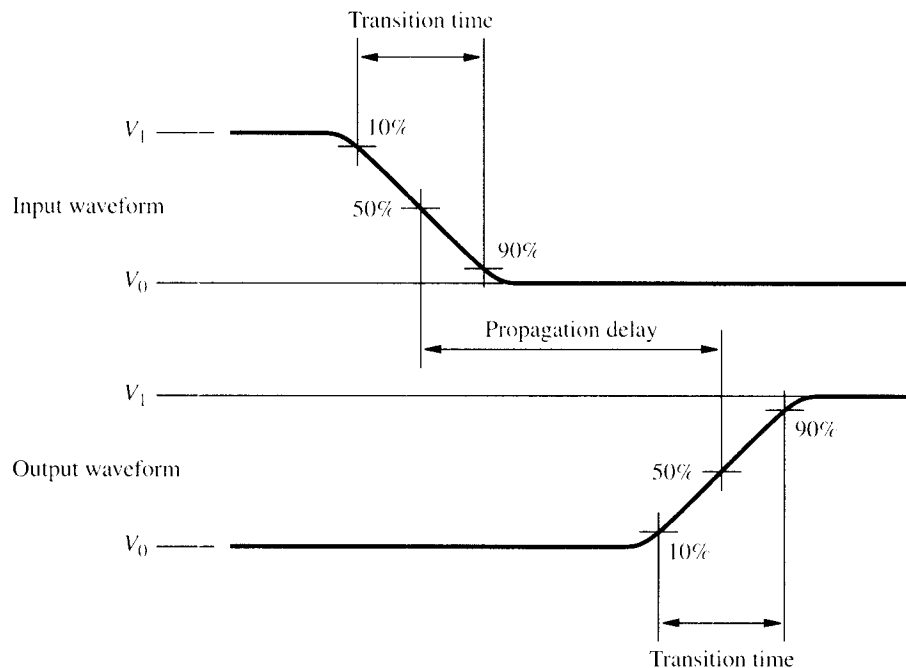 Transition time
V₁
10%
Input waveform
50%
90%
V₀
Propagation delay
V₁
90%
Output waveform
50%
V₀
10%
Transition time